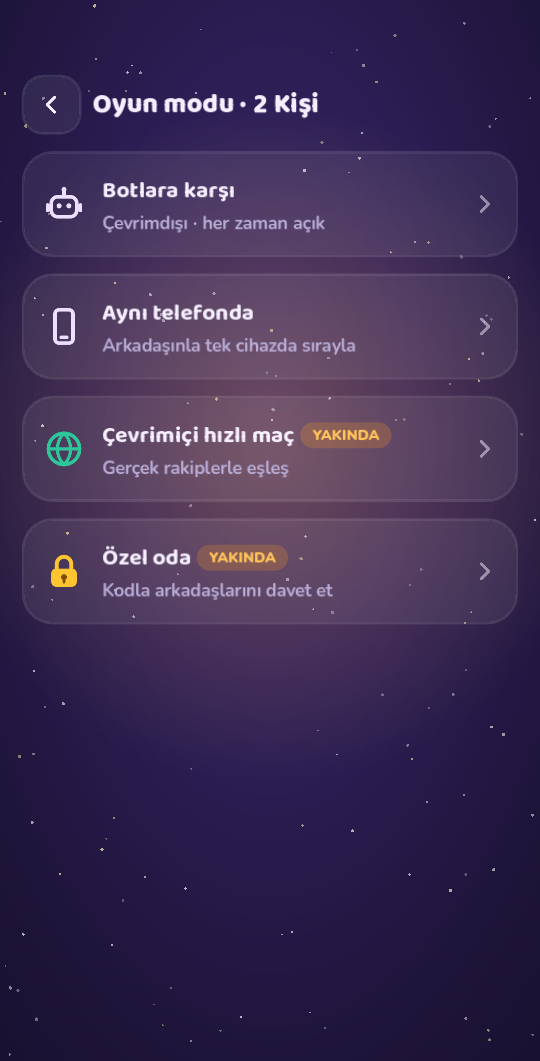 Oyun modu · 2 Kişi
Botlara karşı
Çevrimdışı · her zaman açık
Aynı telefonda
Arkadaşınla tek cihazda sırayla
Çevrimiçi hızlı maç YAKINDA
Gerçek rakiplerle eşleş
Özel oda YAKINDA
Kodla arkadaşlarını davet et